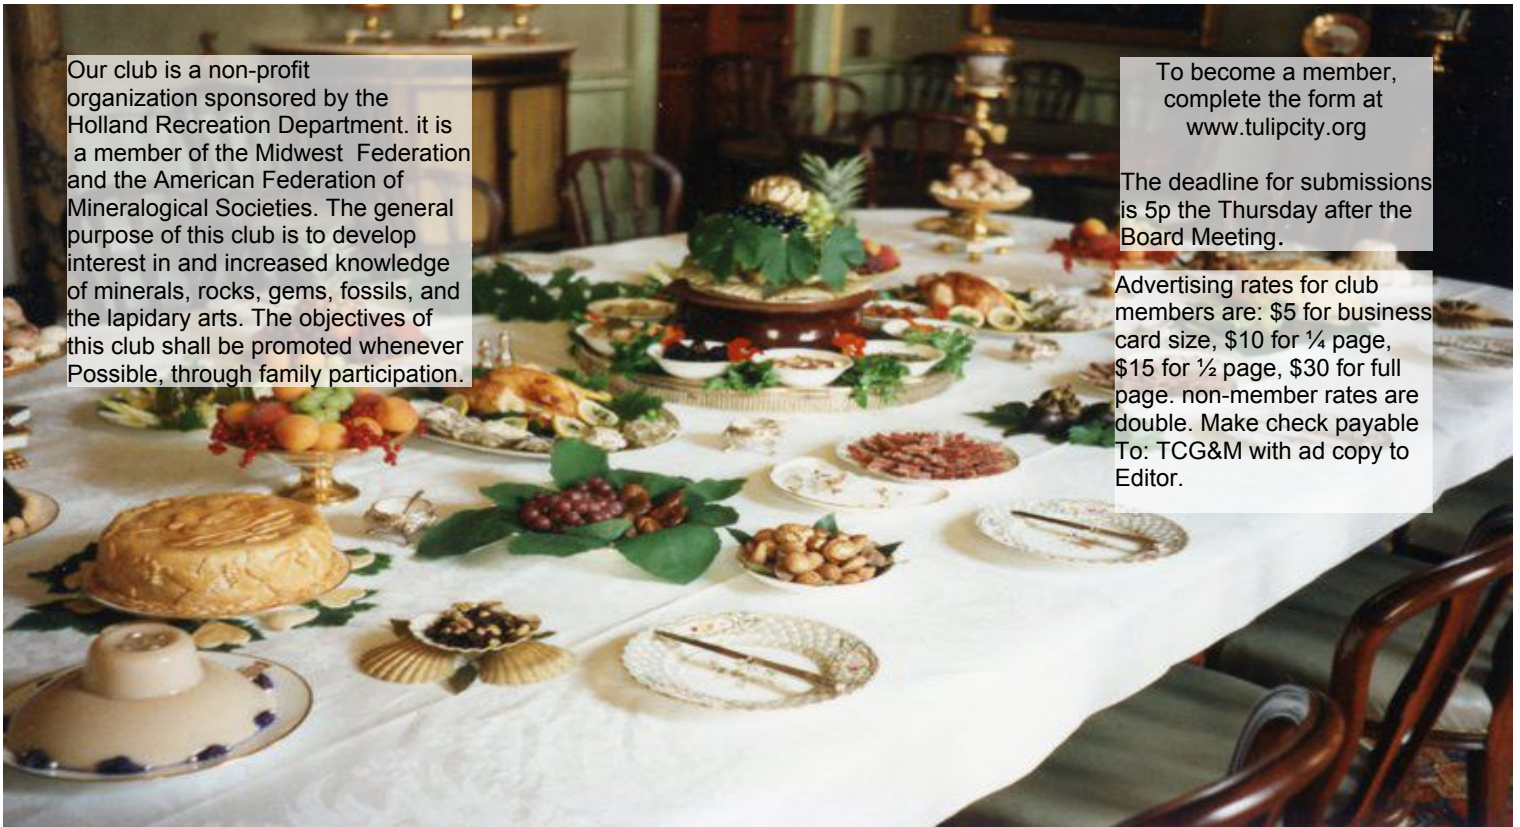 Our club is a non-profit
organization sponsored by the
Holland Recreation Department. it is
a member of the Midwest  Federation
and the American Federation of
Mineralogical Societies. The general
purpose of this club is to develop
interest in and increased knowledge
of minerals, rocks, gems, fossils, and
the lapidary arts. The objectives of
this club shall be promoted whenever
Possible, through family participation.
To become a member,
complete the form at
www.tulipcity.org
The deadline for submissions
is 5p the Thursday after the
Board Meeting.
Advertising rates for club
members are: $5 for business
card size, $10 for ¼ page,
$15 for ½ page, $30 for full
page. non-member rates are
double. Make check payable
To: TCG&M with ad copy to
Editor.